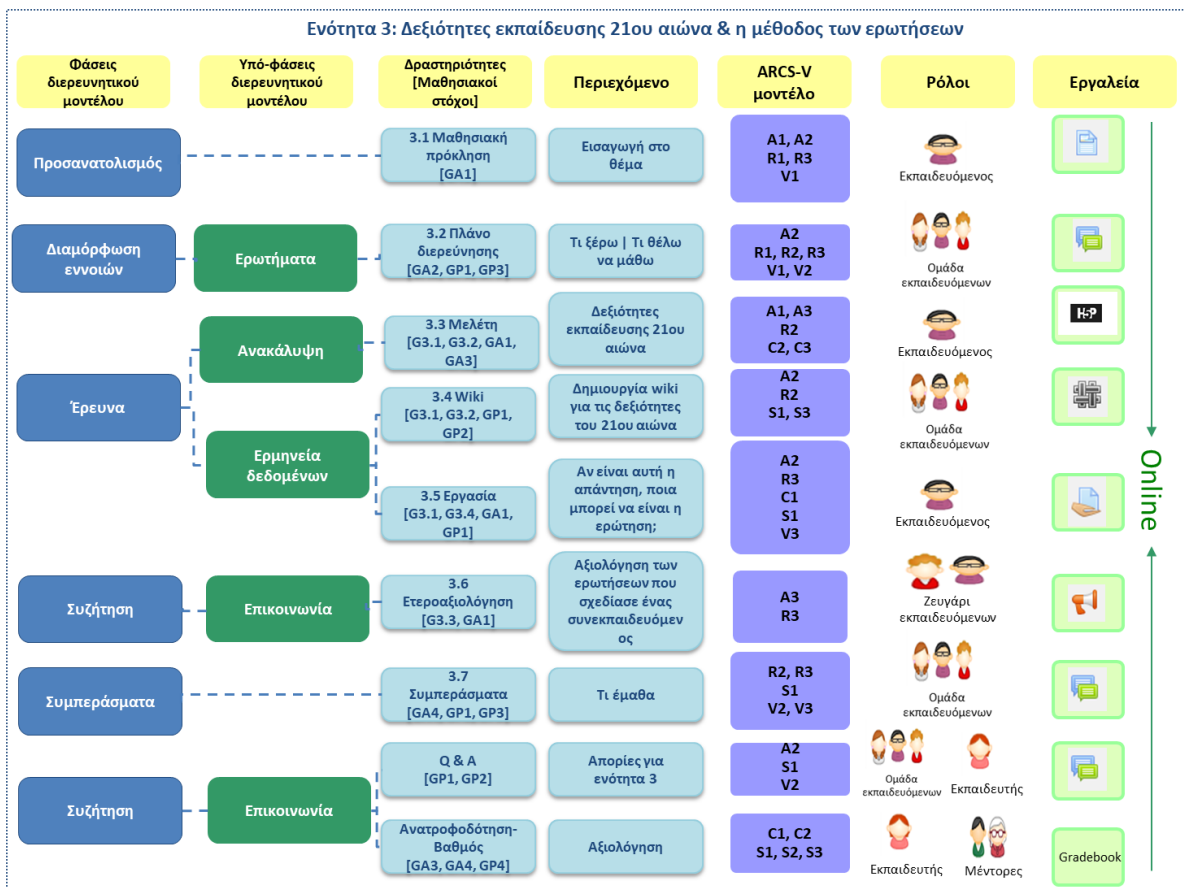 Ενότητα 3: Δεξιότητες εκπαίδευσης 21ου αιώνα & η μέθοδος των ερωτήσεων
Φάσεις
διερευνητικού
μοντέλου
Υπό-φάσεις
διερευνητικού
μοντέλου
Δραστηριότητες
[Μαθησιακοί
στόχοι]
Περιεχόμενο
ARCS-V
μοντέλο
Ρόλοι
Εργαλεία
Προσανατολισμός
3.1 Μαθησιακή
πρόκληση
[GA1]
Εισαγωγή στο
θέμα
A1, A2
R1, R3
V1
Εκπαιδευόμενος
Διαμόρφωση
εννοιών
Ερωτήματα
3.2 Πλάνο
διερεύνησης
[GA2, GP1, GP3]
Τι ξέρω | Τι θέλω
να μάθω
A2
R1, R2, R3
V1, V2
Ομάδα
εκπαιδευόμενων
Έρευνα
Ανακάλυψη
3.3 Μελέτη
[G3.1, G3.2, GA1,
GA3]
Δεξιότητες
εκπαίδευσης 21ου
αιώνα
A1, A3
R2
C2, C3
Εκπαιδευόμενος
H5P
Ερμηνεία
δεδομένων
3.4 Wiki
[G3.1, G3.2, GP1,
GP2]
Δημιουργία wiki
για τις δεξιότητες
του 21ου αιώνα
A2
R2
S1, S3
Ομάδα
εκπαιδευόμενων
3.5 Εργασία
[G3.1, G3.4, GA1,
GP1]
Αν είναι αυτή η
απάντηση, ποια
μπορεί να είναι η
ερώτηση;
A2
R3
C1
S1
V3
Εκπαιδευόμενος
Online
Συζήτηση
Επικοινωνία
3.6
Ετεροαξιολόγηση
[G3.3, GA1]
Αξιολόγηση των
ερωτήσεων που
σχεδίασε ένας
συνεκπαιδευόμεν
ος
A3
R3
Ζευγάρι
εκπαιδευόμενων
Συμπεράσματα
3.7
Συμπεράσματα
[GA4, GP1, GP3]
Τι έμαθα
R2, R3
S1
V2, V3
Ομάδα
εκπαιδευόμενων
Συζήτηση
Επικοινωνία
Q & A
[GP1, GP2]
Απορίες για
ενότητα 3
A2
S1
V2
Ομάδα
εκπαιδευόμενων
Εκπαιδευτής
Ανατροφοδότηση-
Βαθμός
[GA3, GA4, GP4]
Αξιολόγηση
C1, C2
S1, S2, S3
Εκπαιδευτής
Μέντορες
Gradebook